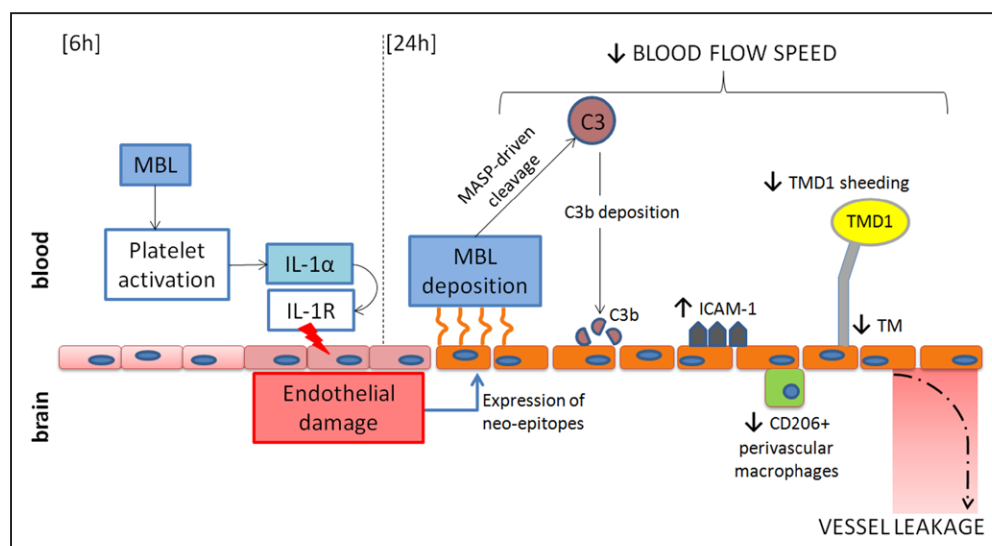 [6h]
[24h]
↓ BLOOD FLOW SPEED
MBL
Platelet
activation
IL-1α
IL-1R
MASP-driven
cleavage
C3
C3b deposition
MBL
deposition
C3b
↑ ICAM-1
↓ TMD1 sheeding
TMD1
↓ TM
blood
brain
Endothelial
damage
Expression of
neo-epitopes
↓ CD206+
perivascular
macrophages
VESSEL LEAKAGE